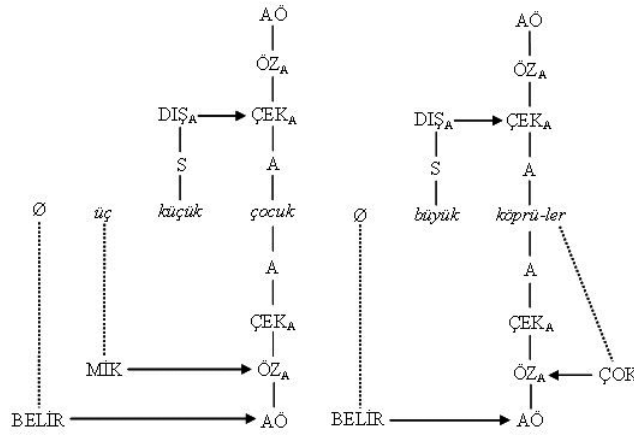 AÖ AÖ
ÖZA ÖZA
DIŞA ÇEKA DIŞA ÇEKA
S A S A
Ø üç küçük çocuk Ø büyük köprü-ler
A A
ÇEKA ÇEKA
MİK ÖZA ÖZA ÇOK
BELİR AÖ BELİR AÖ